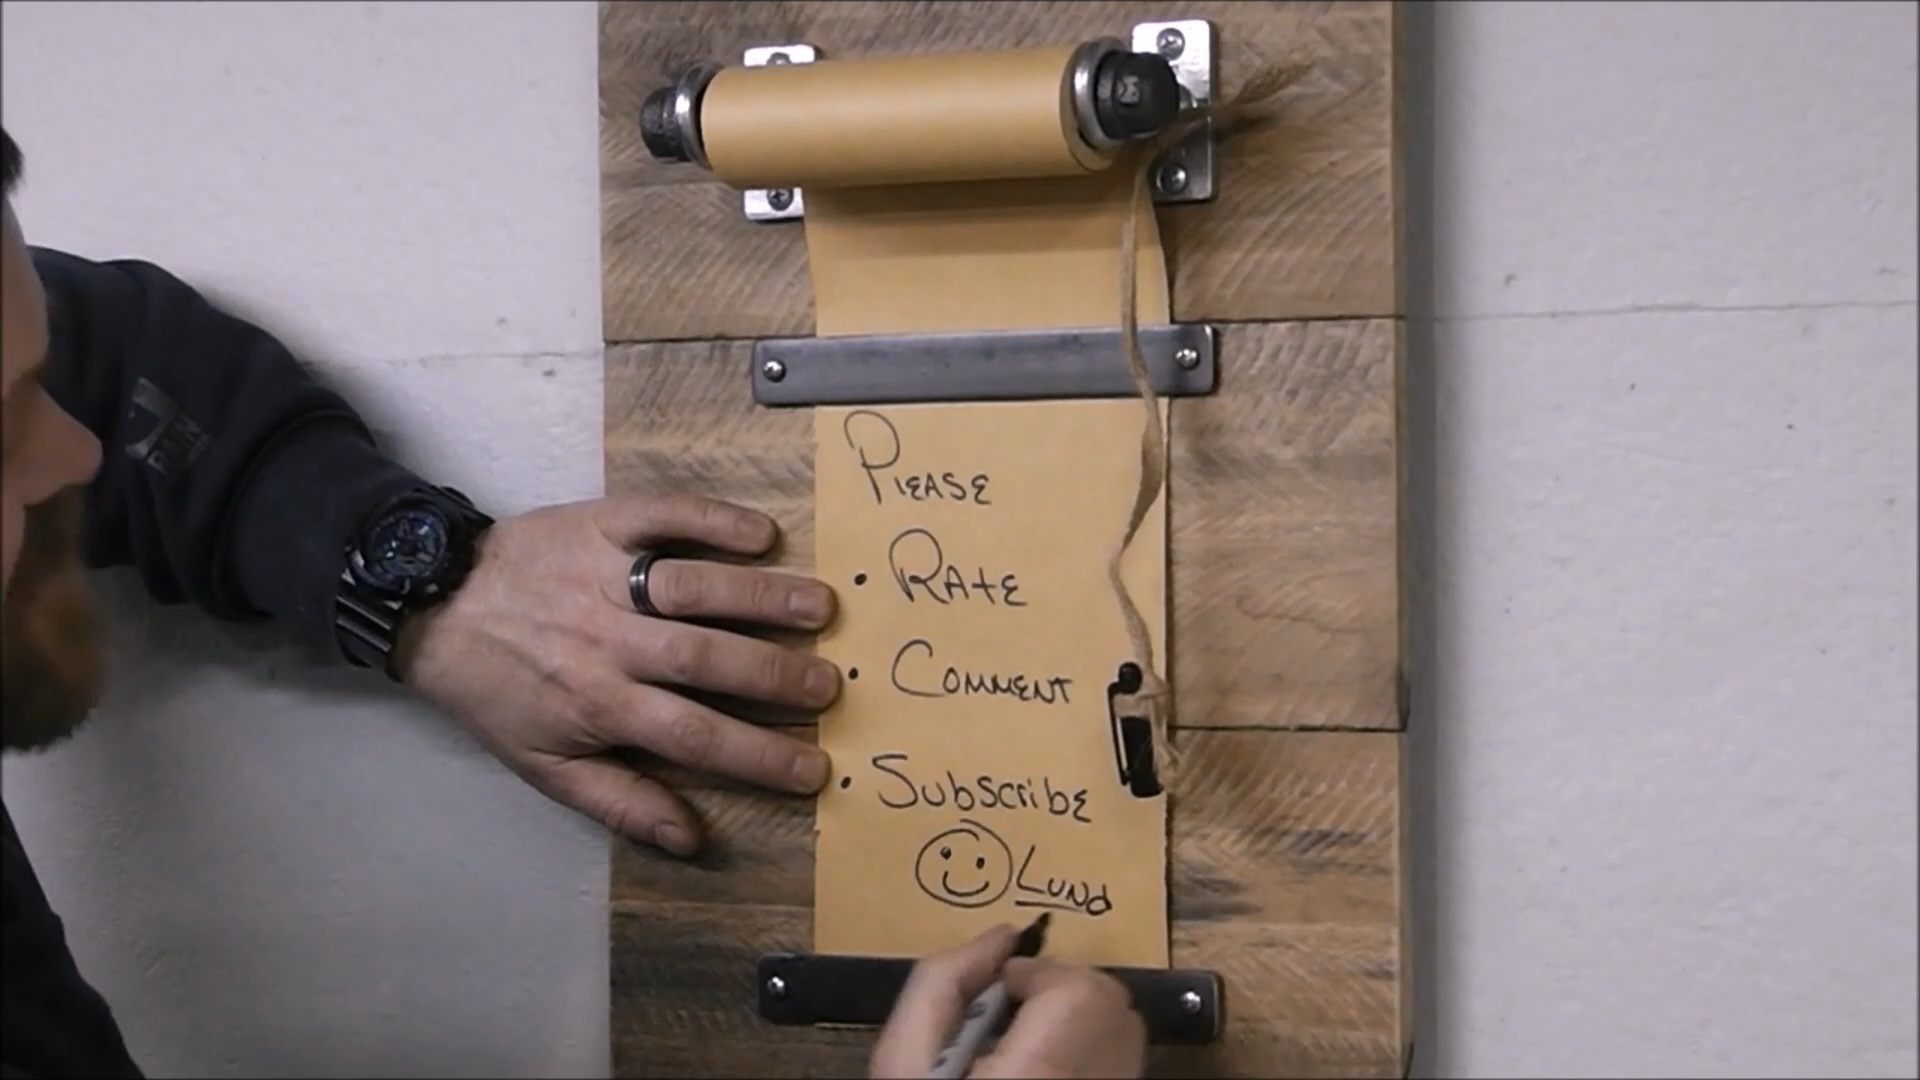 Please
• Rate
• Comment
• Subscribe
Lund